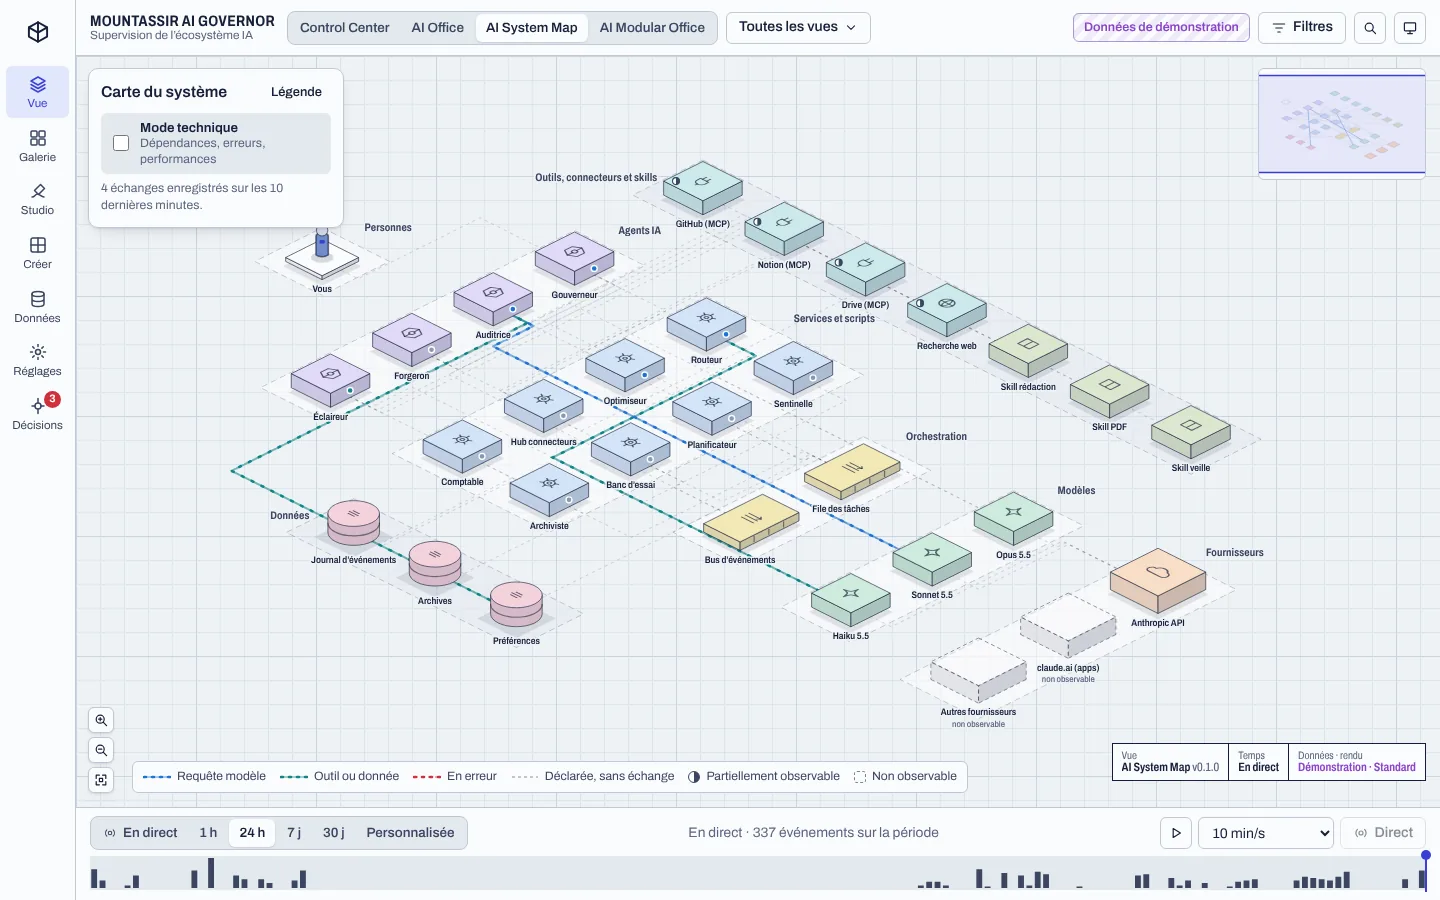 MOUNTASSIR AI GOVERNOR
Supervision de l'écosystème IA
Control Center
AI Office
AI System Map
AI Modular Office
Toutes les vues
Données de démonstration
Filtres
Vue
Galerie
Studio
Créer
Données
Réglages
3
Décisions
Carte du système
Légende
Mode technique
Dépendances, erreurs,
performances
4 échanges enregistrés sur les 10
dernières minutes.
Personnes
Vous
Agents IA
Gouverneur
Auditrice
Forgeron
Éclaireur
Outils, connecteurs et skills
GitHub (MCP)
Notion (MCP)
Drive (MCP)
Recherche web
Skill rédaction
Skill PDF
Skill veille
Services et scripts
Routeur
Optimiseur
Sentinelle
Hub connecteurs
Planificateur
Comptable
Banc d'essai
Archiviste
Orchestration
File des tâches
Bus d'événements
Données
Journal d'événements
Archives
Préférences
Modèles
Opus 5.5
Sonnet 5.5
Haiku 5.5
Fournisseurs
Anthropic API
claude.ai (apps)
non observable
Autres fournisseurs
non observable
Requête modèle
Outil ou donnée
En erreur
Déclarée, sans échange
Partiellement observable
Non observable
Vue
AI System Map v0.1.0
Temps
En direct
Données · rendu
Démonstration · Standard
En direct
1 h
24 h
7 j
30 j
Personnalisée
En direct · 337 événements sur la période
10 min/s
Direct